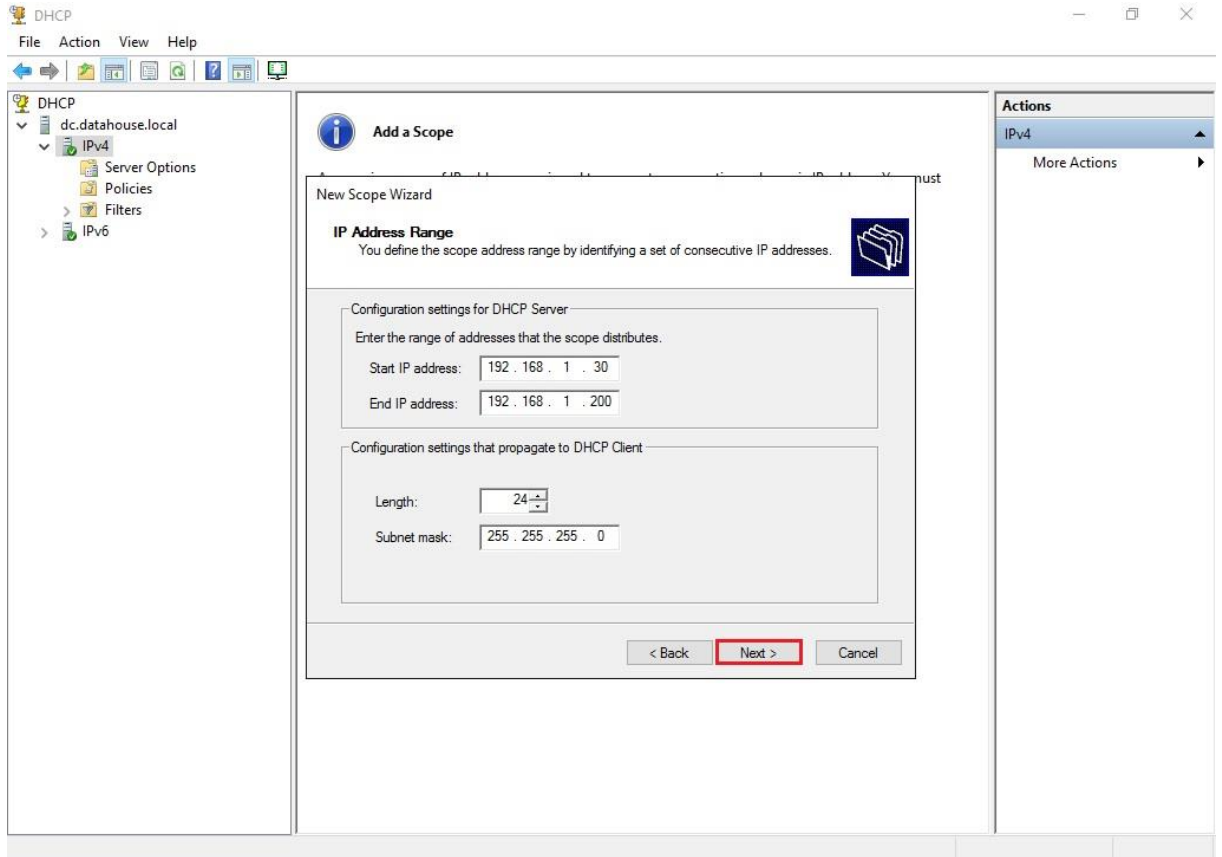 DHCP
File Action View Help
DHCP
dc.datahouse.local
IPv4
Server Options
Policies
Filters
IPv6
Add a Scope
must
New Scope Wizard
IP Address Range
You define the scope address range by identifying a set of consecutive IP addresses.
Configuration settings for DHCP Server
Enter the range of addresses that the scope distributes.
Start IP address: 192 . 168 . 1 . 30
End IP address: 192 . 168 . 1 . 200
Configuration settings that propagate to DHCP Client
Length: 24
Subnet mask: 255 . 255 . 255 . 0
< Back Next > Cancel
Actions
IPv4
More Actions